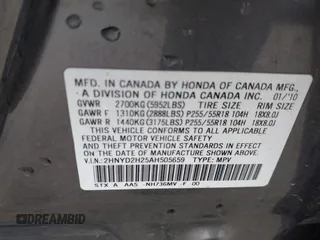 MFD. IN CANADA BY HONDA OF CANADA MFG.,
A DIVISION OF HONDA CANADA INC. 01/'10
GVWR 2700KG(5952LBS) TIRE SIZE RIM SIZE
GAWR F 1310KG(2888LBS) P255/55R18 104H 18X8.0J
GAWR R 1440KG(3175LBS) P255/55R18 104H 18X8.0J
THIS VEHICLE CONFORMS TO ALL APPLICABLE FEDERAL
MOTOR VEHICLE SAFETY AND THEFT PREVENTION
STANDARDS IN EFFECT ON THE DATE OF
MANUFACTURE SHOWN ABOVE.
V.I.N.: 2HNYD2H25AH505659 TYPE: MPV
STX A AA5 NH736MV F 00